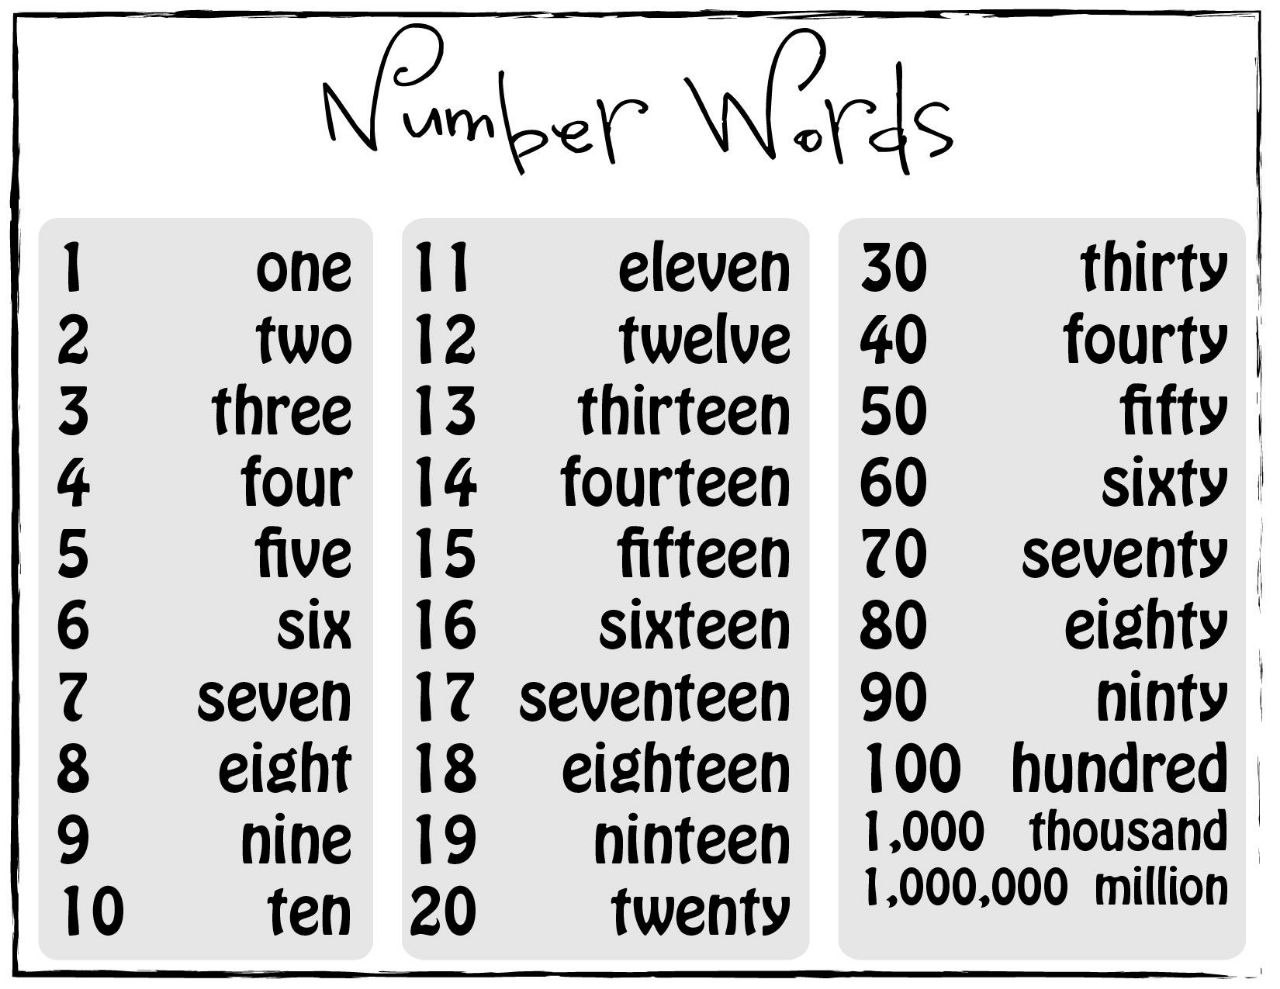 Number Words
1 one
2 two
3 three
4 four
5 five
6 six
7 seven
8 eight
9 nine
10 ten
11 eleven
12 twelve
13 thirteen
14 fourteen
15 fifteen
16 sixteen
17 seventeen
18 eighteen
19 ninteen
20 twenty
30 thirty
40 fourty
50 fifty
60 sixty
70 seventy
80 eighty
90 ninty
100 hundred
1,000 thousand
1,000,000 million